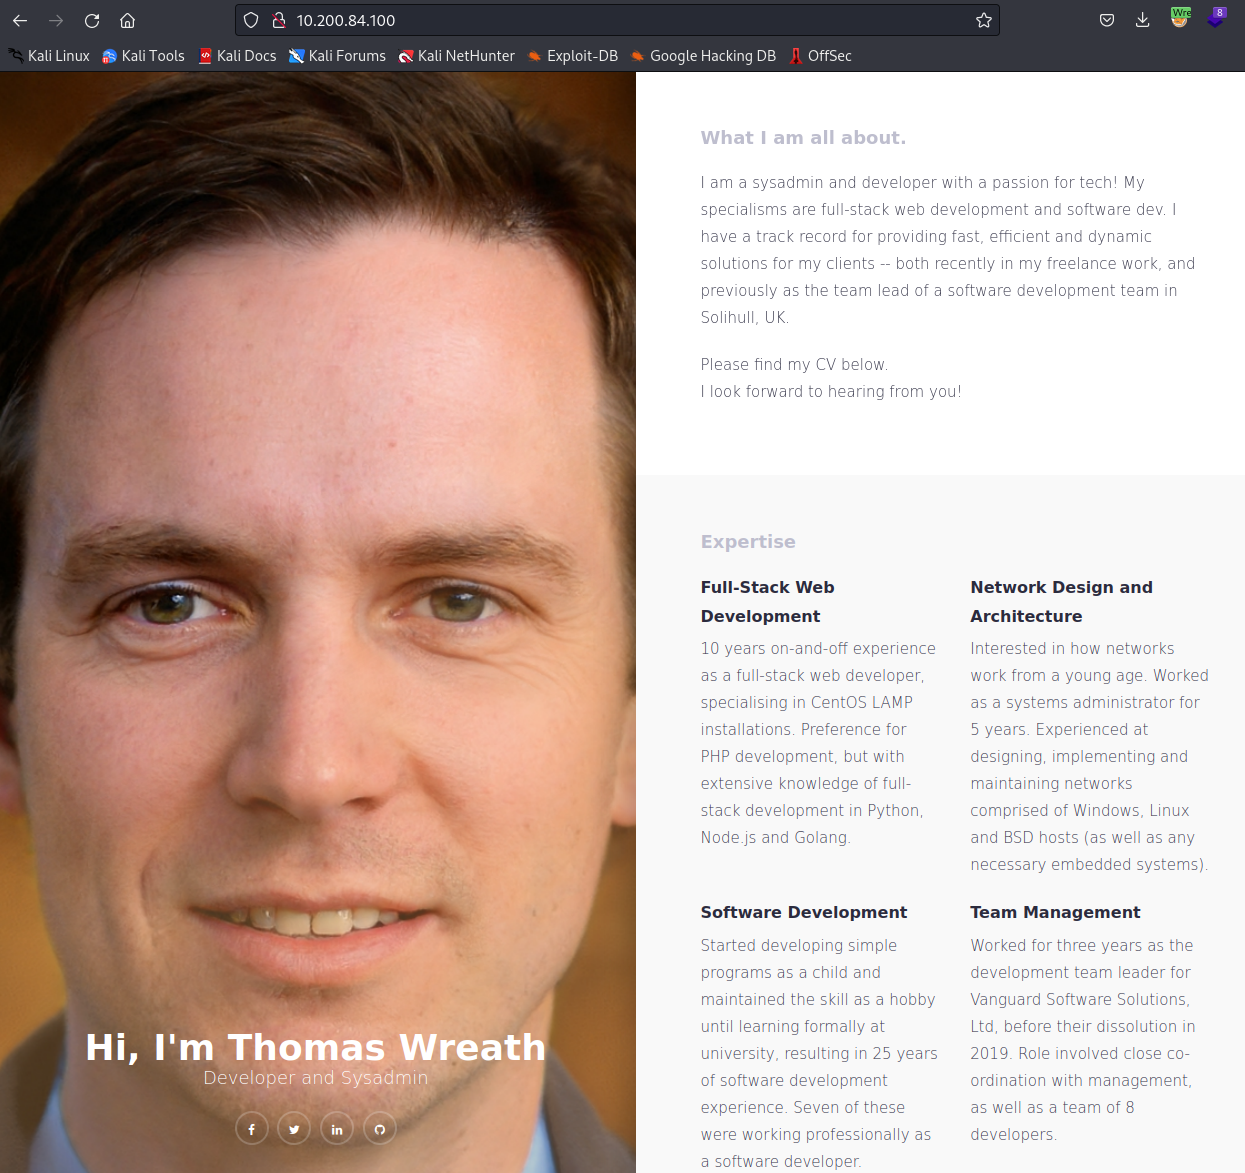 10.200.84.100
Wre
8
Kali Linux
Kali Tools
Kali Docs
Kali Forums
Kali NetHunter
Exploit-DB
Google Hacking DB
OffSec
Hi, I'm Thomas Wreath
Developer and Sysadmin
What I am all about.
I am a sysadmin and developer with a passion for tech! My
specialisms are full-stack web development and software dev. I
have a track record for providing fast, efficient and dynamic
solutions for my clients -- both recently in my freelance work, and
previously as the team lead of a software development team in
Solihull, UK.
Please find my CV below.
I look forward to hearing from you!
Expertise
Full-Stack Web
Development
10 years on-and-off experience
as a full-stack web developer,
specialising in CentOS LAMP
installations. Preference for
PHP development, but with
extensive knowledge of full-
stack development in Python,
Node.js and Golang.
Network Design and
Architecture
Interested in how networks
work from a young age. Worked
as a systems administrator for
5 years. Experienced at
designing, implementing and
maintaining networks
comprised of Windows, Linux
and BSD hosts (as well as any
necessary embedded systems).
Software Development
Started developing simple
programs as a child and
maintained the skill as a hobby
until learning formally at
university, resulting in 25 years
of software development
experience. Seven of these
were working professionally as
a software developer.
Team Management
Worked for three years as the
development team leader for
Vanguard Software Solutions,
Ltd, before their dissolution in
2019. Role involved close co-
ordination with management,
as well as a team of 8
developers.